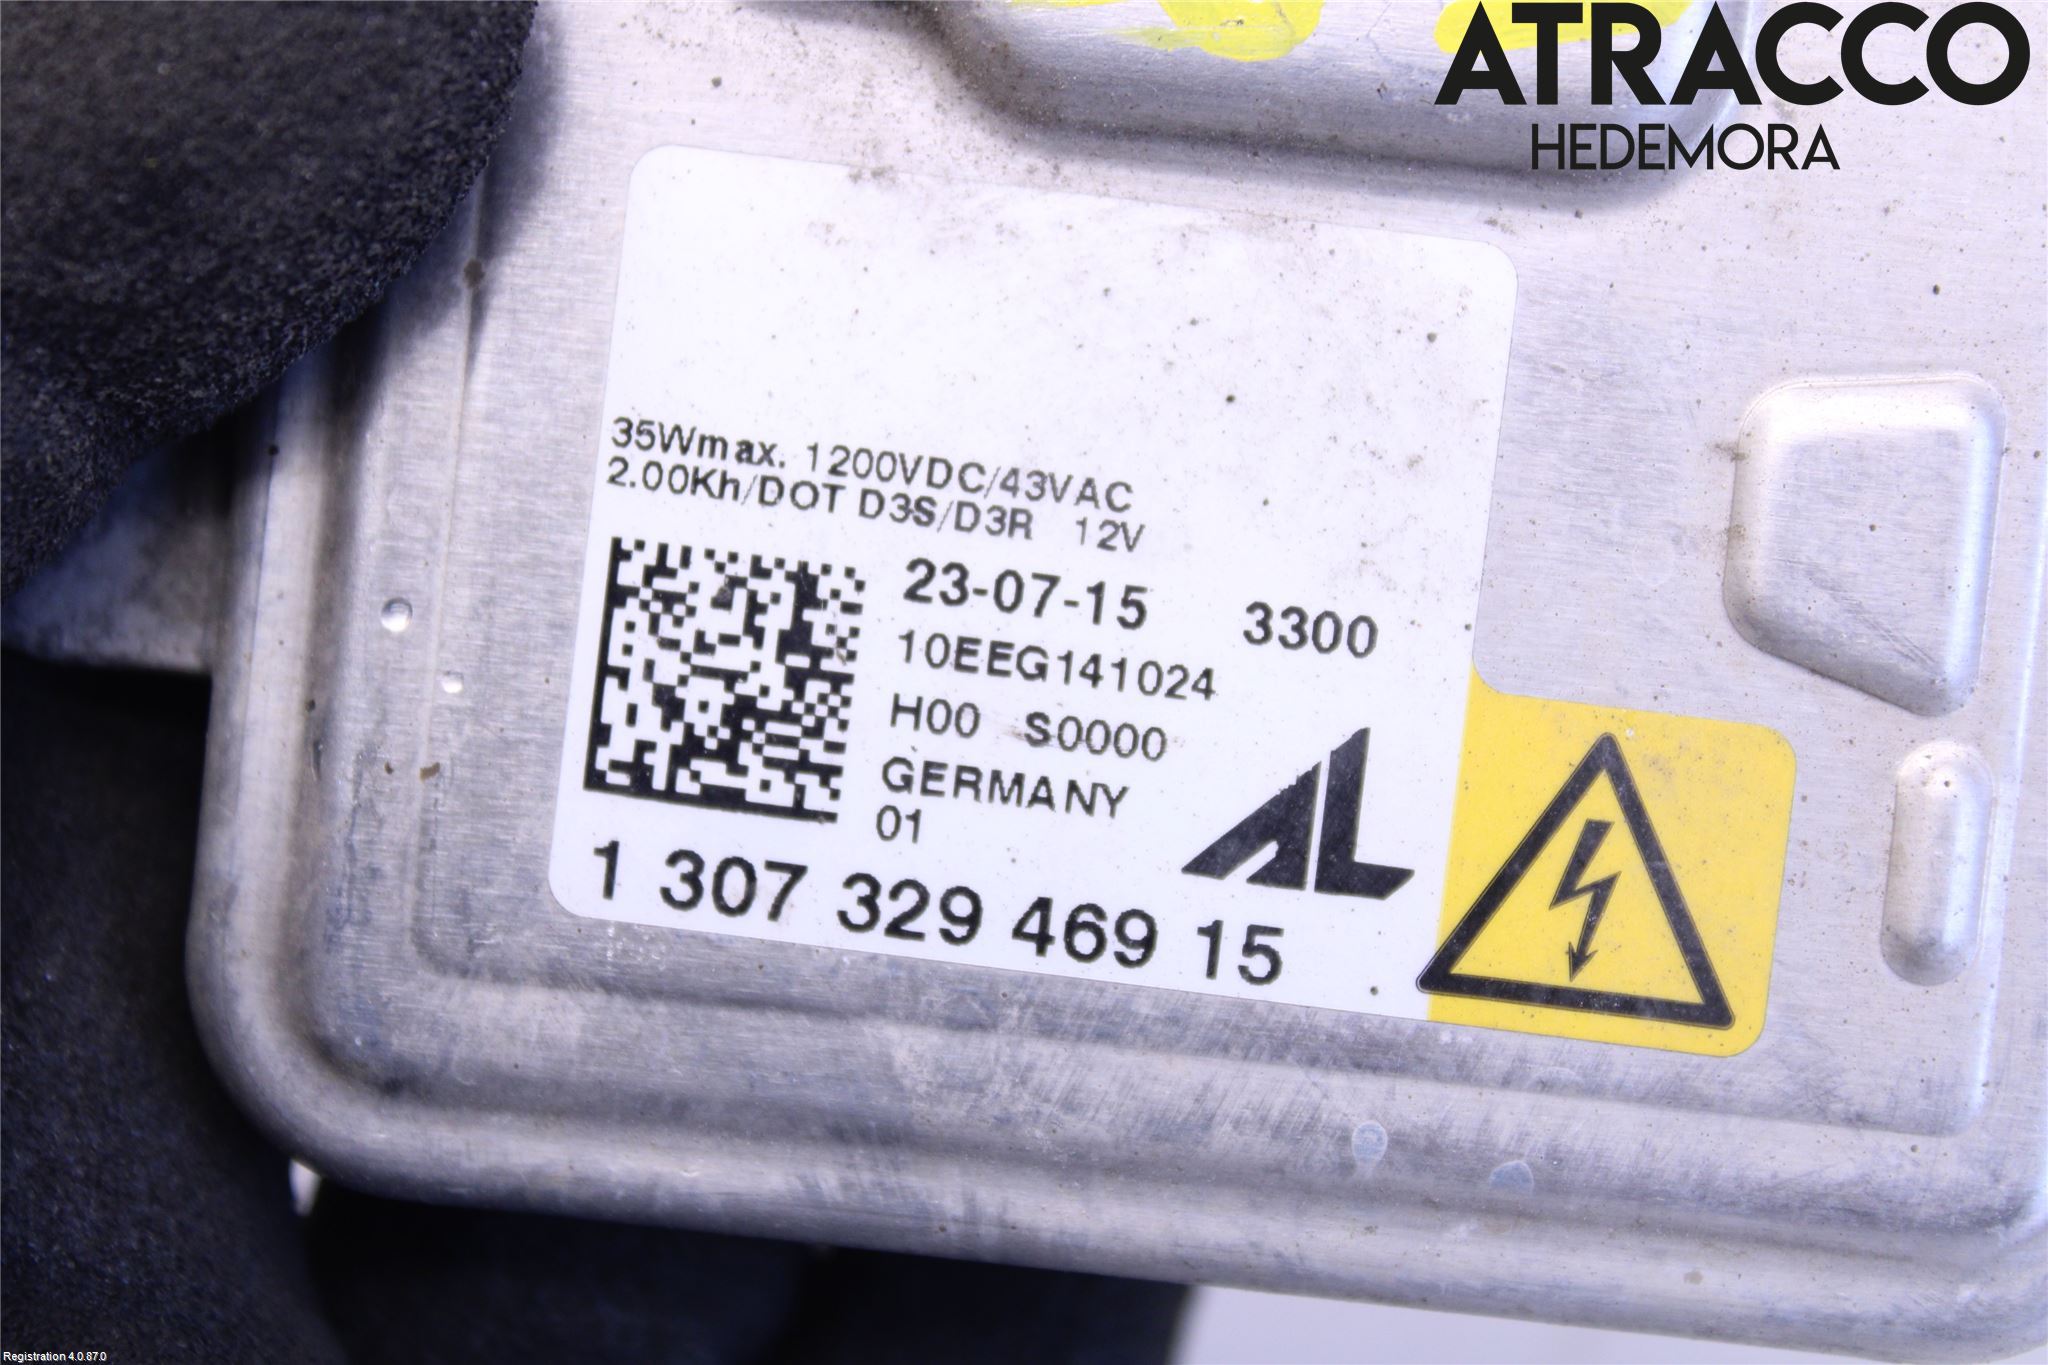 ATRACCO
HEDEMORA
35Wmax. 1200VDC/43VAC
2.00Kh/DOT D3S/D3R 12V
23-07-15 3300
10EEG141024
H00 S0000
GERMANY
01
AL
1 307 329 469 15
Registration 4.0.87.0